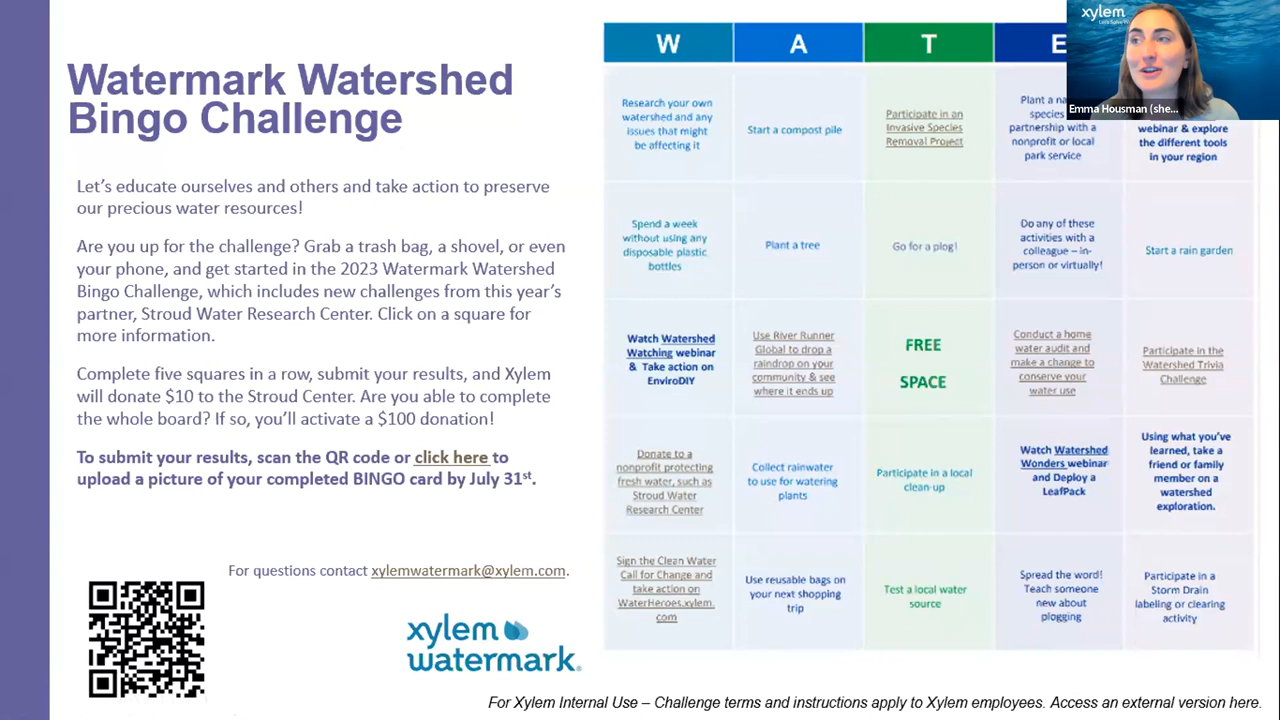 Watermark Watershed
Bingo Challenge
Let's educate ourselves and others and take action to preserve
our precious water resources!
Are you up for the challenge? Grab a trash bag, a shovel, or even
your phone, and get started in the 2023 Watermark Watershed
Bingo Challenge, which includes new challenges from this year's
partner, Stroud Water Research Center. Click on a square for
more information.
Complete five squares in a row, submit your results, and Xylem
will donate $10 to the Stroud Center. Are you able to complete
the whole board? If so, you'll activate a $100 donation!
To submit your results, scan the QR code or click here to
upload a picture of your completed BINGO card by July 31st.
For questions contact xylemwatermark@xylem.com.
xylem
watermark
W
A
T
E
Research your own
watershed and any
issues that might
be affecting it
Start a compost pile
Participate in an
Invasive Species
Removal Project
Plant a
species
partnership with a
nonprofit or local
park service
webinar & explore
the different tools
in your region
Spend a week
without using any
disposable plastic
bottles
Plant a tree
Go for a plog!
Do any of these
activities with a
colleague – in-
person or virtually!
Start a rain garden
Watch Watershed
Watching webinar
& Take action on
EnviroDIY
Use River Runner
Global to drop a
raindrop on your
community & see
where it ends up
FREE
SPACE
Conduct a home
water audit and
make a change to
conserve your
water use
Participate in the
Watershed Trivia
Challenge
Donate to a
nonprofit protecting
fresh water, such as
Stroud Water
Research Center
Collect rainwater
to use for watering
plants
Participate in a local
clean-up
Watch Watershed
Wonders webinar
and Deploy a
LeafPack
Using what you've
learned, take a
friend or family
member on a
watershed
exploration.
Sign the Clean Water
Call for Change and
take action on
WaterHeroes.xylem.
com
Use reusable bags on
your next shopping
trip
Test a local water
source
Spread the word!
Teach someone
new about
plogging
Participate in a
Storm Drain
labeling or clearing
activity
xylem
Emma Housman (she...
For Xylem Internal Use – Challenge terms and instructions apply to Xylem employees. Access an external version here.